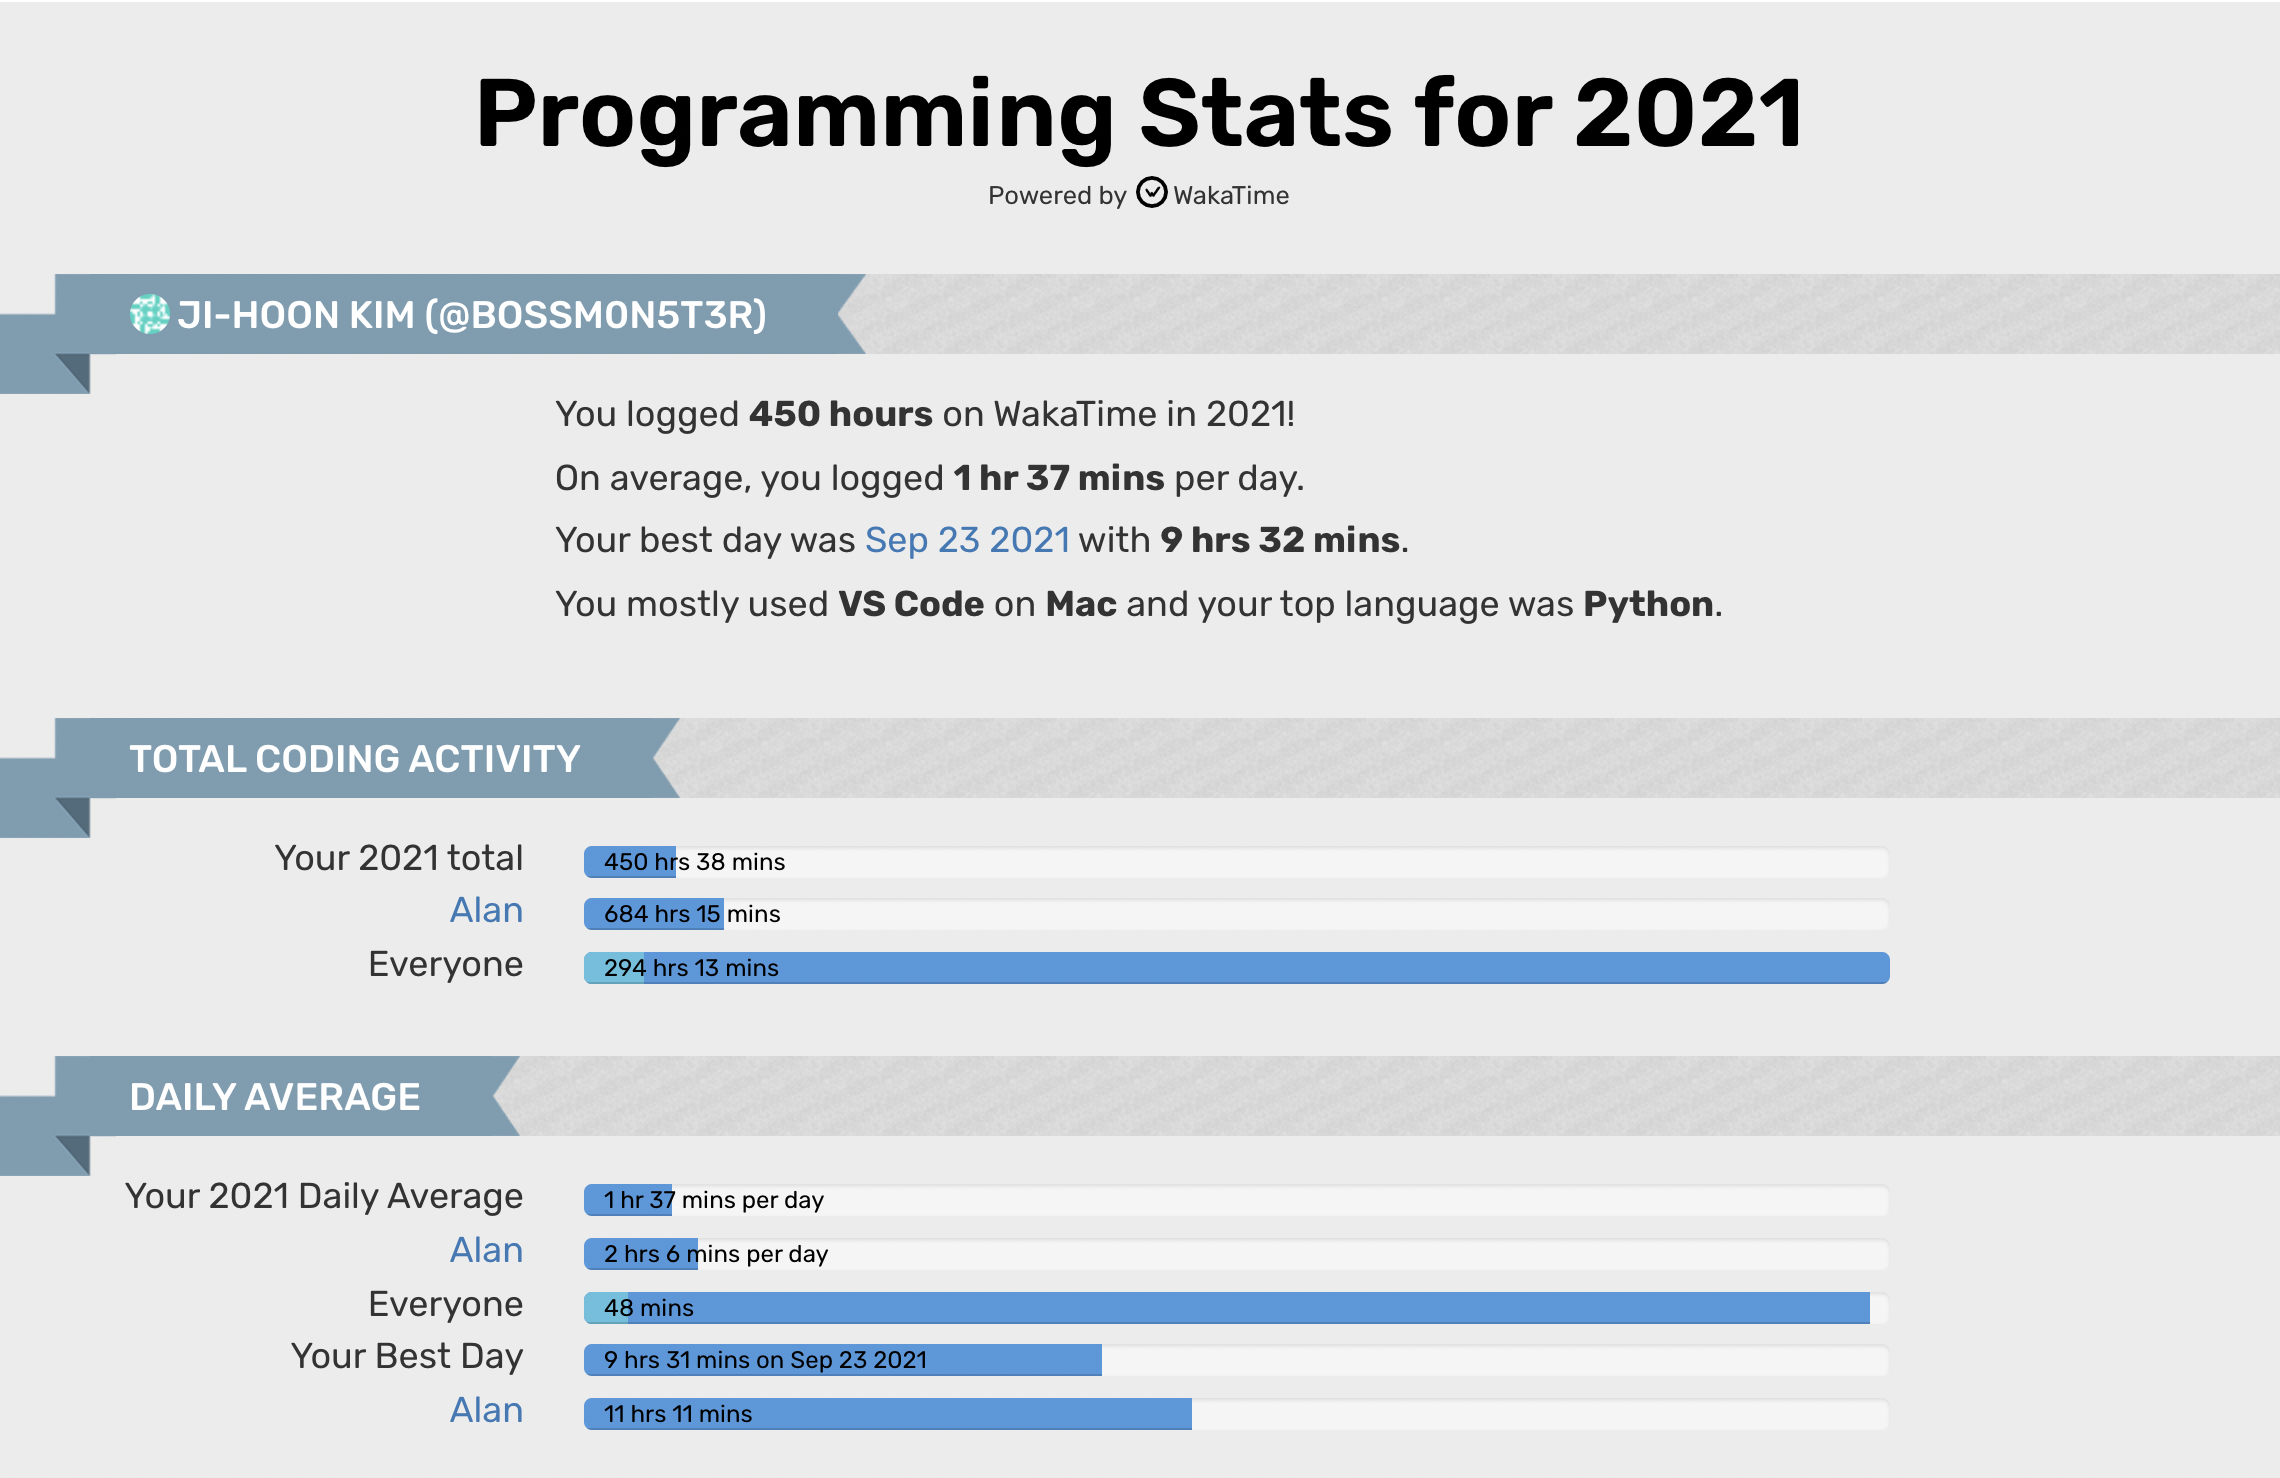 Programming Stats for 2021
Powered by WakaTime
JI-HOON KIM (@BOSSM0N5T3R)
You logged 450 hours on WakaTime in 2021!
On average, you logged 1 hr 37 mins per day.
Your best day was Sep 23 2021 with 9 hrs 32 mins.
You mostly used VS Code on Mac and your top language was Python.
TOTAL CODING ACTIVITY
Your 2021 total 450 hrs 38 mins
Alan 684 hrs 15 mins
Everyone 294 hrs 13 mins
DAILY AVERAGE
Your 2021 Daily Average 1 hr 37 mins per day
Alan 2 hrs 6 mins per day
Everyone 48 mins
Your Best Day 9 hrs 31 mins on Sep 23 2021
Alan 11 hrs 11 mins